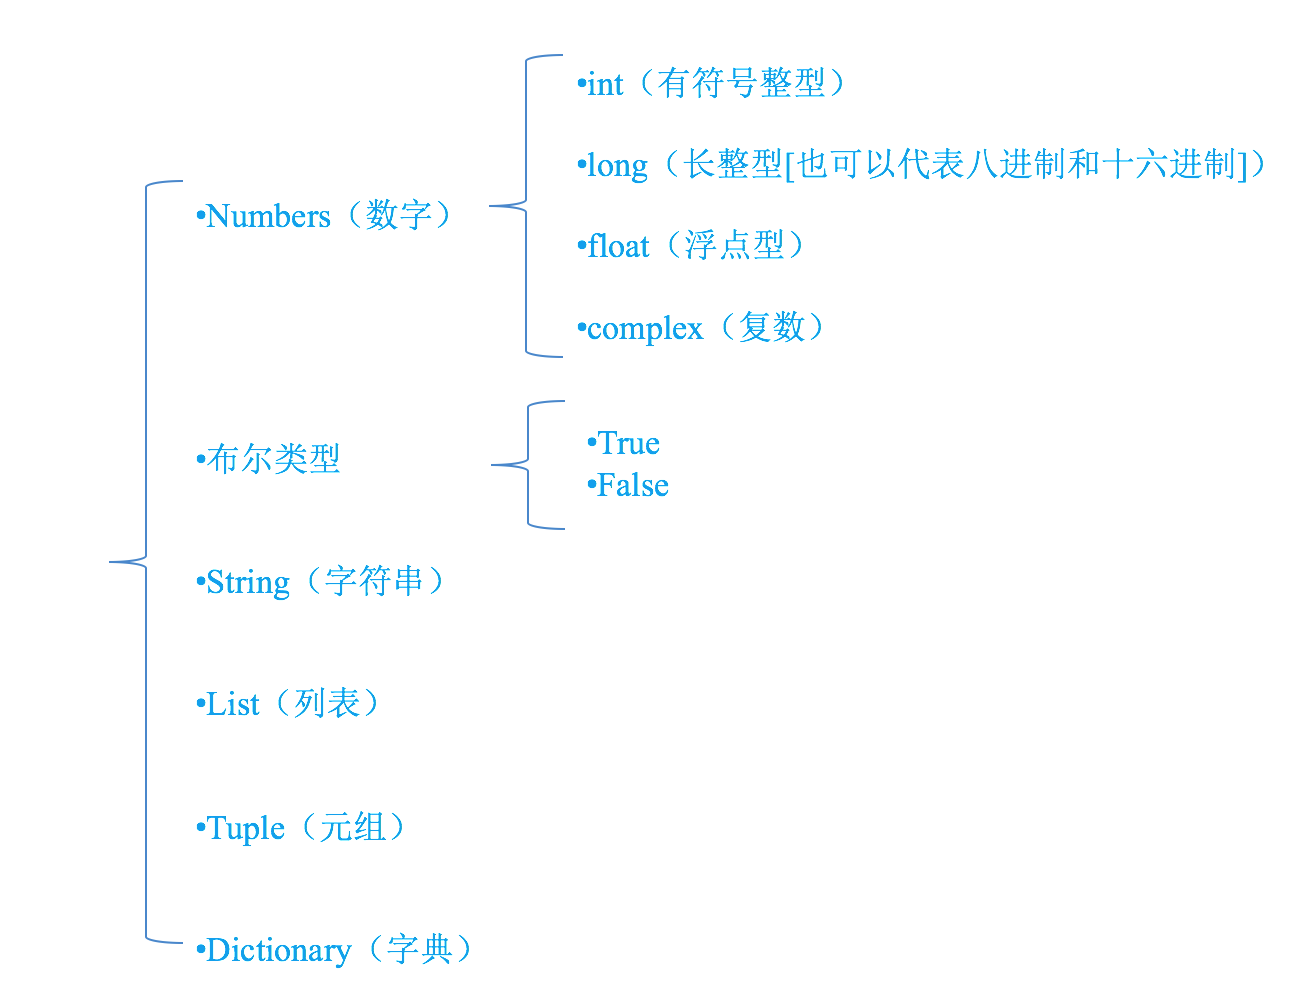 •Numbers（数字）
•int（有符号整型）
•long（长整型[也可以代表八进制和十六进制]）
•float（浮点型）
•complex（复数）
•布尔类型
•True
•False
•String（字符串）
•List（列表）
•Tuple（元组）
•Dictionary（字典）